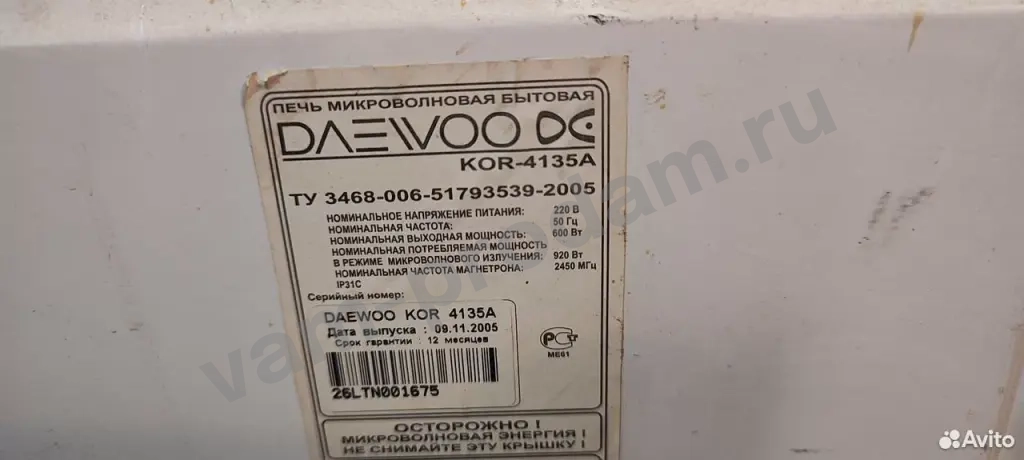 ПЕЧЬ МИКРОВОЛНОВАЯ БЫТОВАЯ
DAEWOO DE
KOR-4135A
ТУ 3468-006-51793539-2005
НОМИНАЛЬНОЕ НАПРЯЖЕНИЕ ПИТАНИЯ: 220 В
НОМИНАЛЬНАЯ ЧАСТОТА: 50 Гц
НОМИНАЛЬНАЯ ВЫХОДНАЯ МОЩНОСТЬ: 600 Вт
НОМИНАЛЬНАЯ ПОТРЕБЛЯЕМАЯ МОЩНОСТЬ
В РЕЖИМЕ МИКРОВОЛНОВОГО ИЗЛУЧЕНИЯ: 920 Вт
НОМИНАЛЬНАЯ ЧАСТОТА МАГНЕТРОНА: 2450 МГц
IP31C
Серийный номер:
DAEWOO KOR 4135A
Дата выпуска : 09.11.2005
Срок гарантии : 12 месяцев
26LTN001675
РСТ
МЕ61
ОСТОРОЖНО !
МИКРОВОЛНОВАЯ ЭНЕРГИЯ !
НЕ СНИМАЙТЕ ЭТУ КРЫШКУ !
Avito